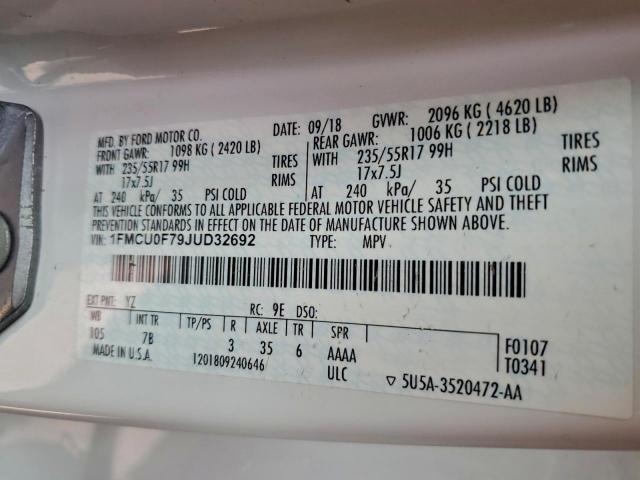 MFD. BY FORD MOTOR CO.
DATE: 09/18 GVWR: 2096 KG ( 4620 LB)
FRONT GAWR: 1098 KG ( 2420 LB) REAR GAWR: 1006 KG ( 2218 LB)
WITH 235/55R17 99H TIRES WITH 235/55R17 99H TIRES
17x7.5J RIMS 17x7.5J RIMS
AT 240 kPa/ 35 PSI COLD AT 240 kPa/ 35 PSI COLD
THIS VEHICLE CONFORMS TO ALL APPLICABLE FEDERAL MOTOR VEHICLE SAFETY AND THEFT
PREVENTION STANDARDS IN EFFECT ON THE DATE OF MANUFACTURE SHOWN ABOVE.
VIN: 1FMCU0F79JUD32692 TYPE: MPV
EXT PNT: YZ RC: 9E DSO:
WB INT TR TP/PS R AXLE TR SPR
105 7B 3 35 6 AAAA F0107
MADE IN U.S.A. 1201809240646 ULC T0341
▽ 5U5A-3520472-AA